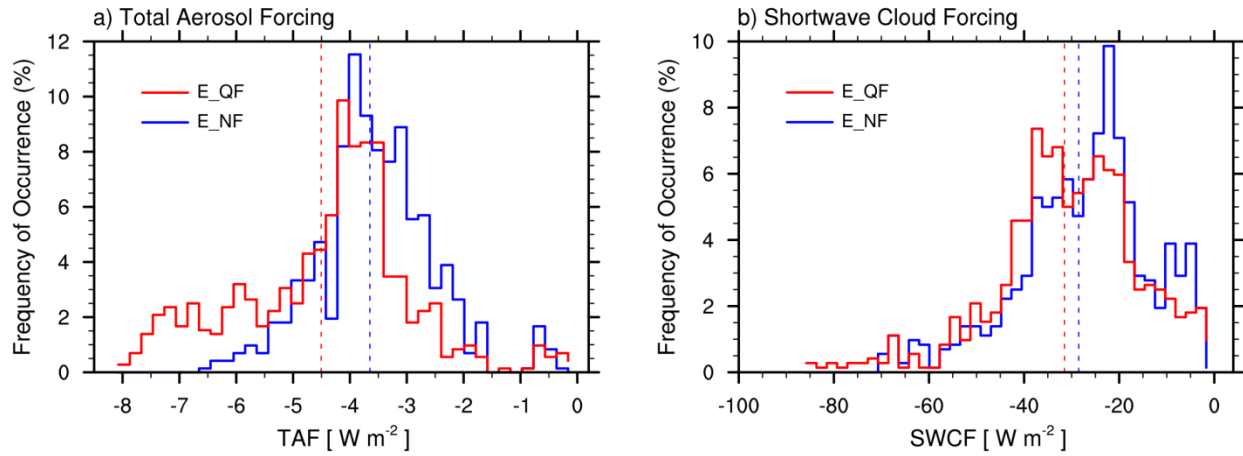 a) Total Aerosol Forcing
12
10
8
6
4
2
0
Frequency of Occurrence (%)
E_QF
E_NF
-8 -7 -6 -5 -4 -3 -2 -1 0
TAF [ W m-2 ]
b) Shortwave Cloud Forcing
10
8
6
4
2
0
Frequency of Occurrence (%)
E_QF
E_NF
-100 -80 -60 -40 -20 0
SWCF [ W m-2 ]